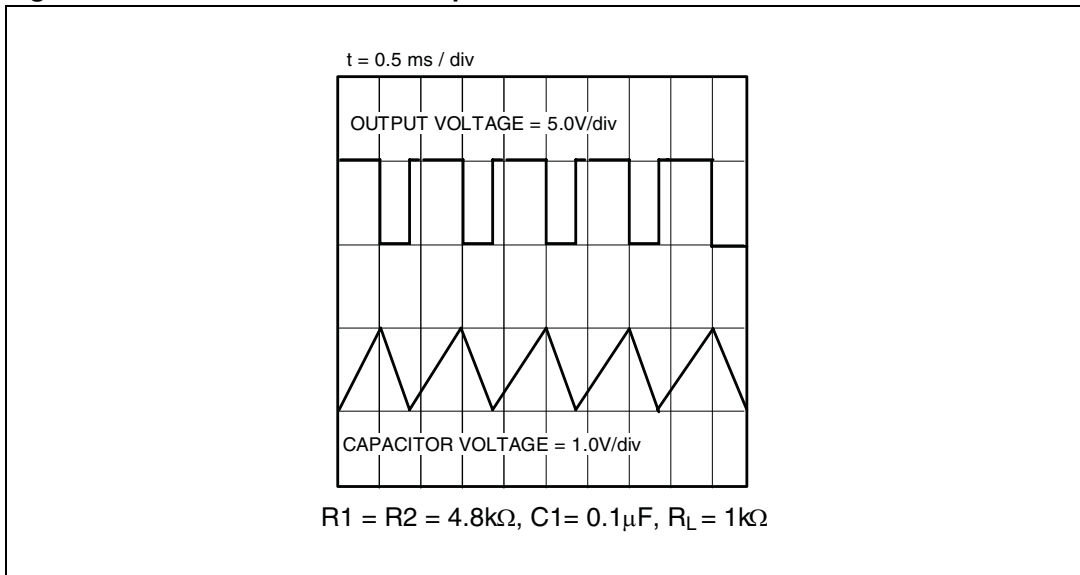 t = 0.5 ms / div
OUTPUT VOLTAGE = 5.0V/div
CAPACITOR VOLTAGE = 1.0V/div
R1 = R2 = 4.8kΩ, C1= 0.1μF, RL = 1kΩ